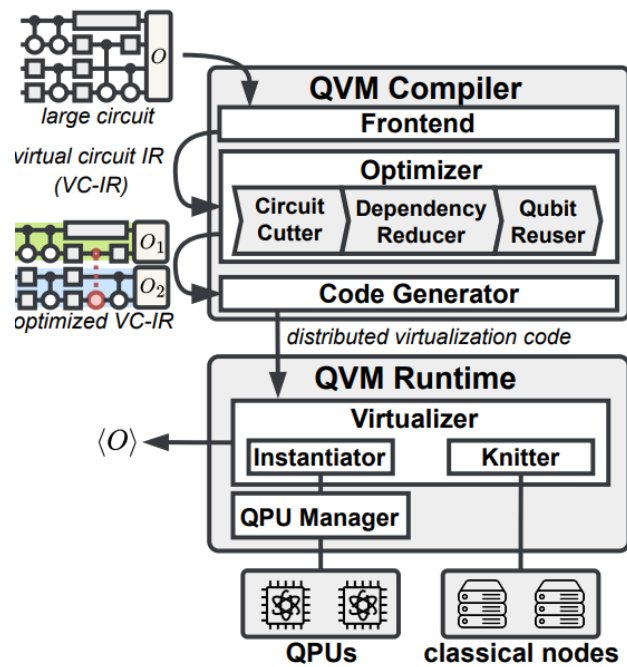 O
large circuit
QVM Compiler
Frontend
virtual circuit IR
(VC-IR)
Optimizer
Circuit
Cutter
Dependency
Reducer
Qubit
Reuser
O₁
O₂
optimized VC-IR
Code Generator
distributed virtualization code
QVM Runtime
Virtualizer
⟨O⟩
Instantiator
Knitter
QPU Manager
QPUs
classical nodes